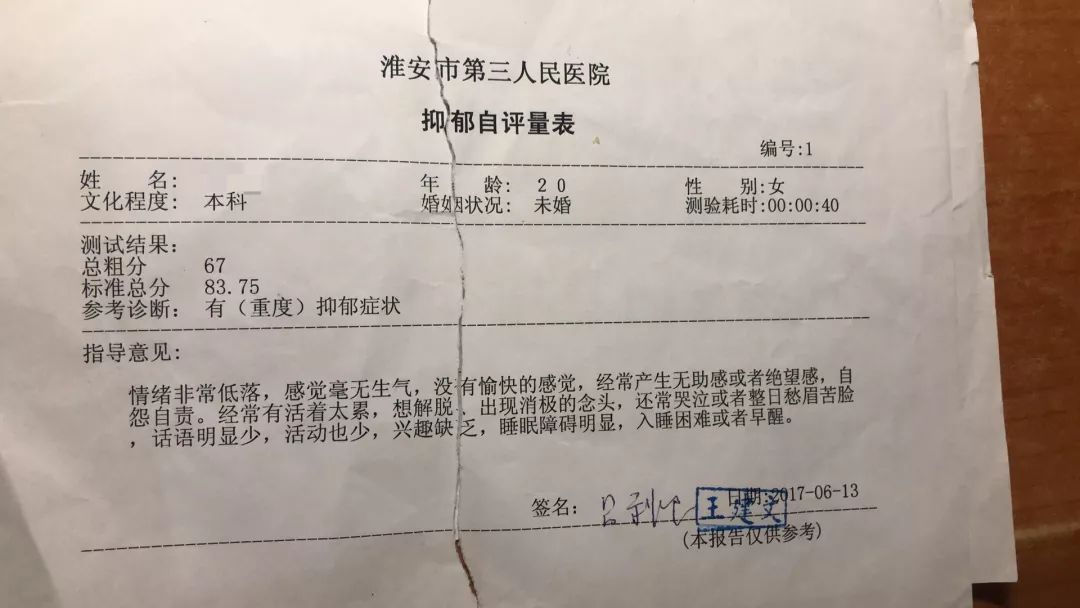 淮安市第三人民医院
抑郁自评量表
编号:1
姓 名: 年 龄: 20 性 别:女
文化程度: 本科 婚姻状况: 未婚 测验耗时:00:00:40
测试结果:
总粗分 67
标准总分 83.75
参考诊断: 有（重度）抑郁症状
指导意见:
情绪非常低落，感觉毫无生气，没有愉快的感觉，经常产生无助感或者绝望感，自
怨自责。经常有活着太累，想解脱、出现消极的念头，还常哭泣或者整日愁眉苦脸
，话语明显少，活动也少，兴趣缺乏，睡眠障碍明显，入睡困难或者早醒。
签名: 王建 日期:2017-06-13
(本报告仅供参考)